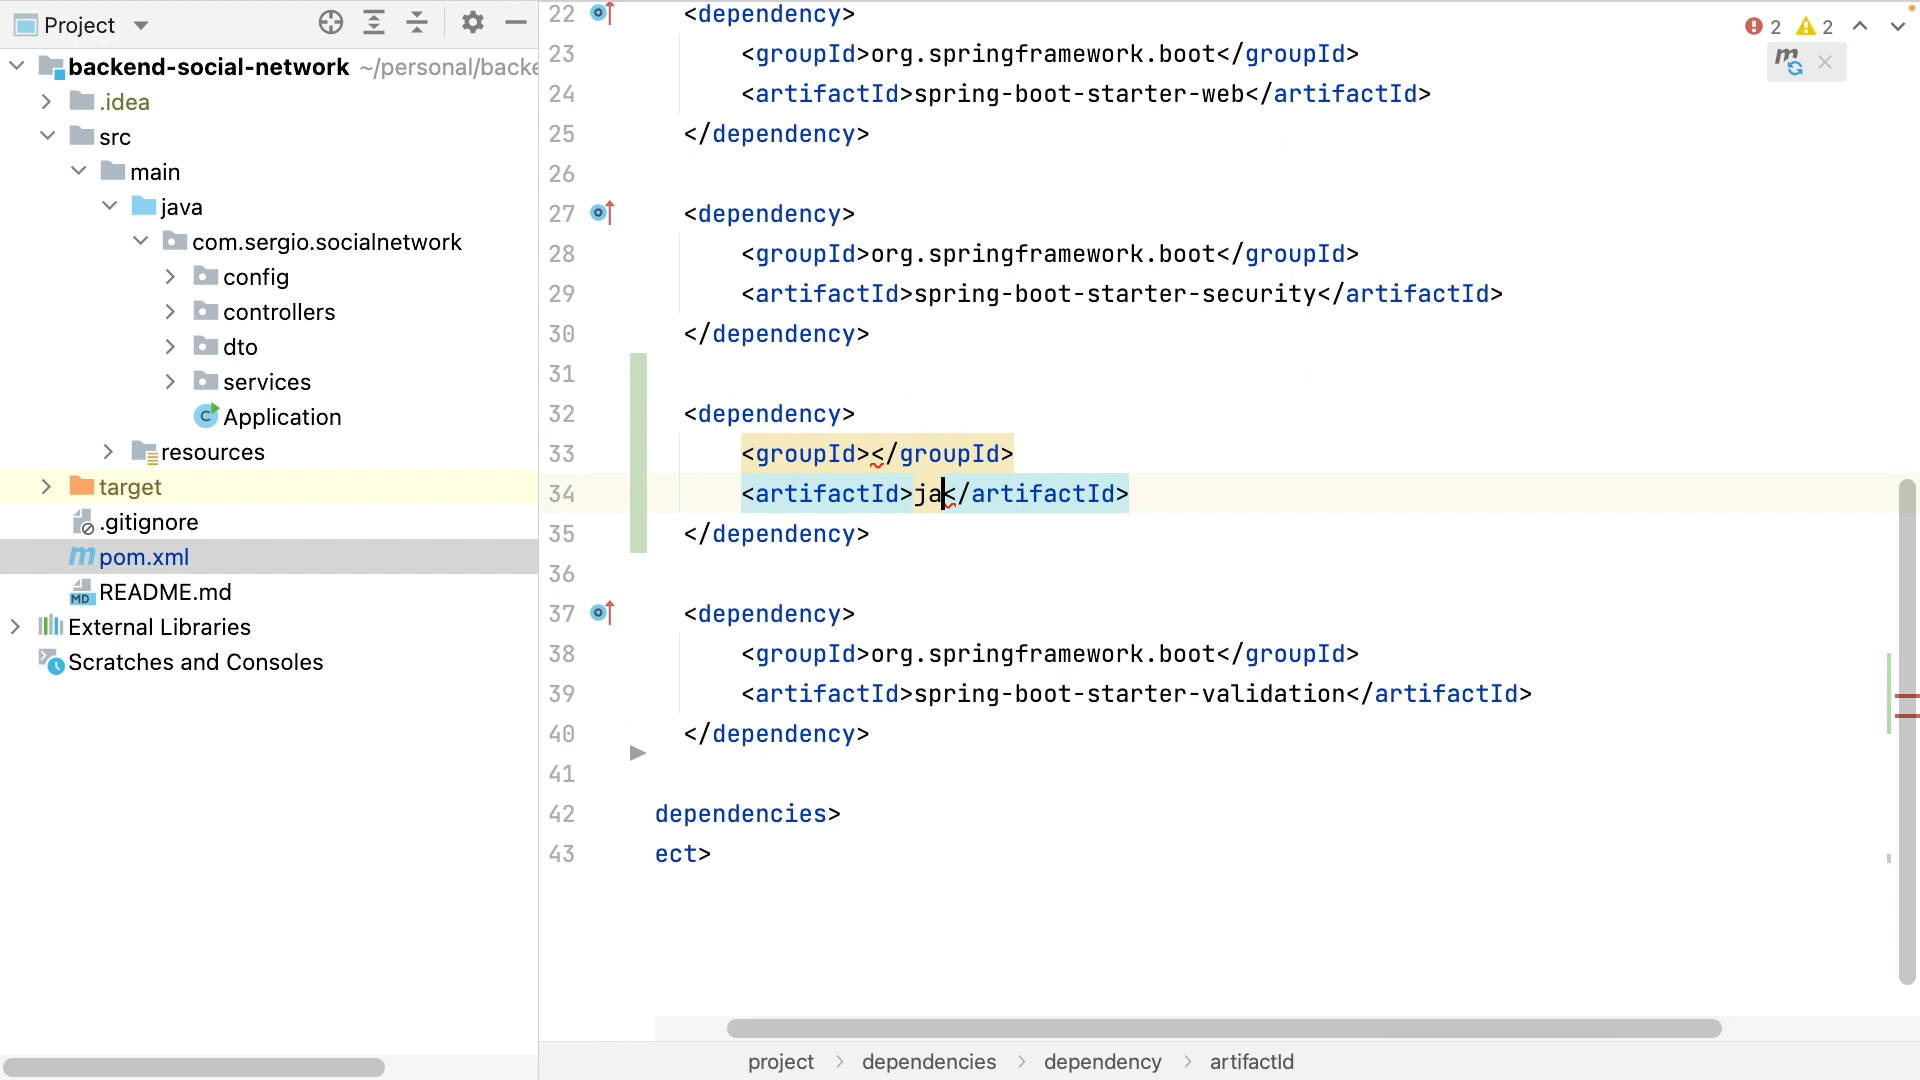 Project
backend-social-network ~/personal/backe
.idea
src
main
java
com.sergio.socialnetwork
config
controllers
dto
services
Application
resources
target
.gitignore
pom.xml
README.md
External Libraries
Scratches and Consoles
2 2
22 <dependency>
23 <groupId>org.springframework.boot</groupId>
24 <artifactId>spring-boot-starter-web</artifactId>
25 </dependency>
26
27 <dependency>
28 <groupId>org.springframework.boot</groupId>
29 <artifactId>spring-boot-starter-security</artifactId>
30 </dependency>
31
32 <dependency>
33 <groupId></groupId>
34 <artifactId>ja</artifactId>
35 </dependency>
36
37 <dependency>
38 <groupId>org.springframework.boot</groupId>
39 <artifactId>spring-boot-starter-validation</artifactId>
40 </dependency>
41
42 dependencies>
43 ect>
project > dependencies > dependency > artifactId